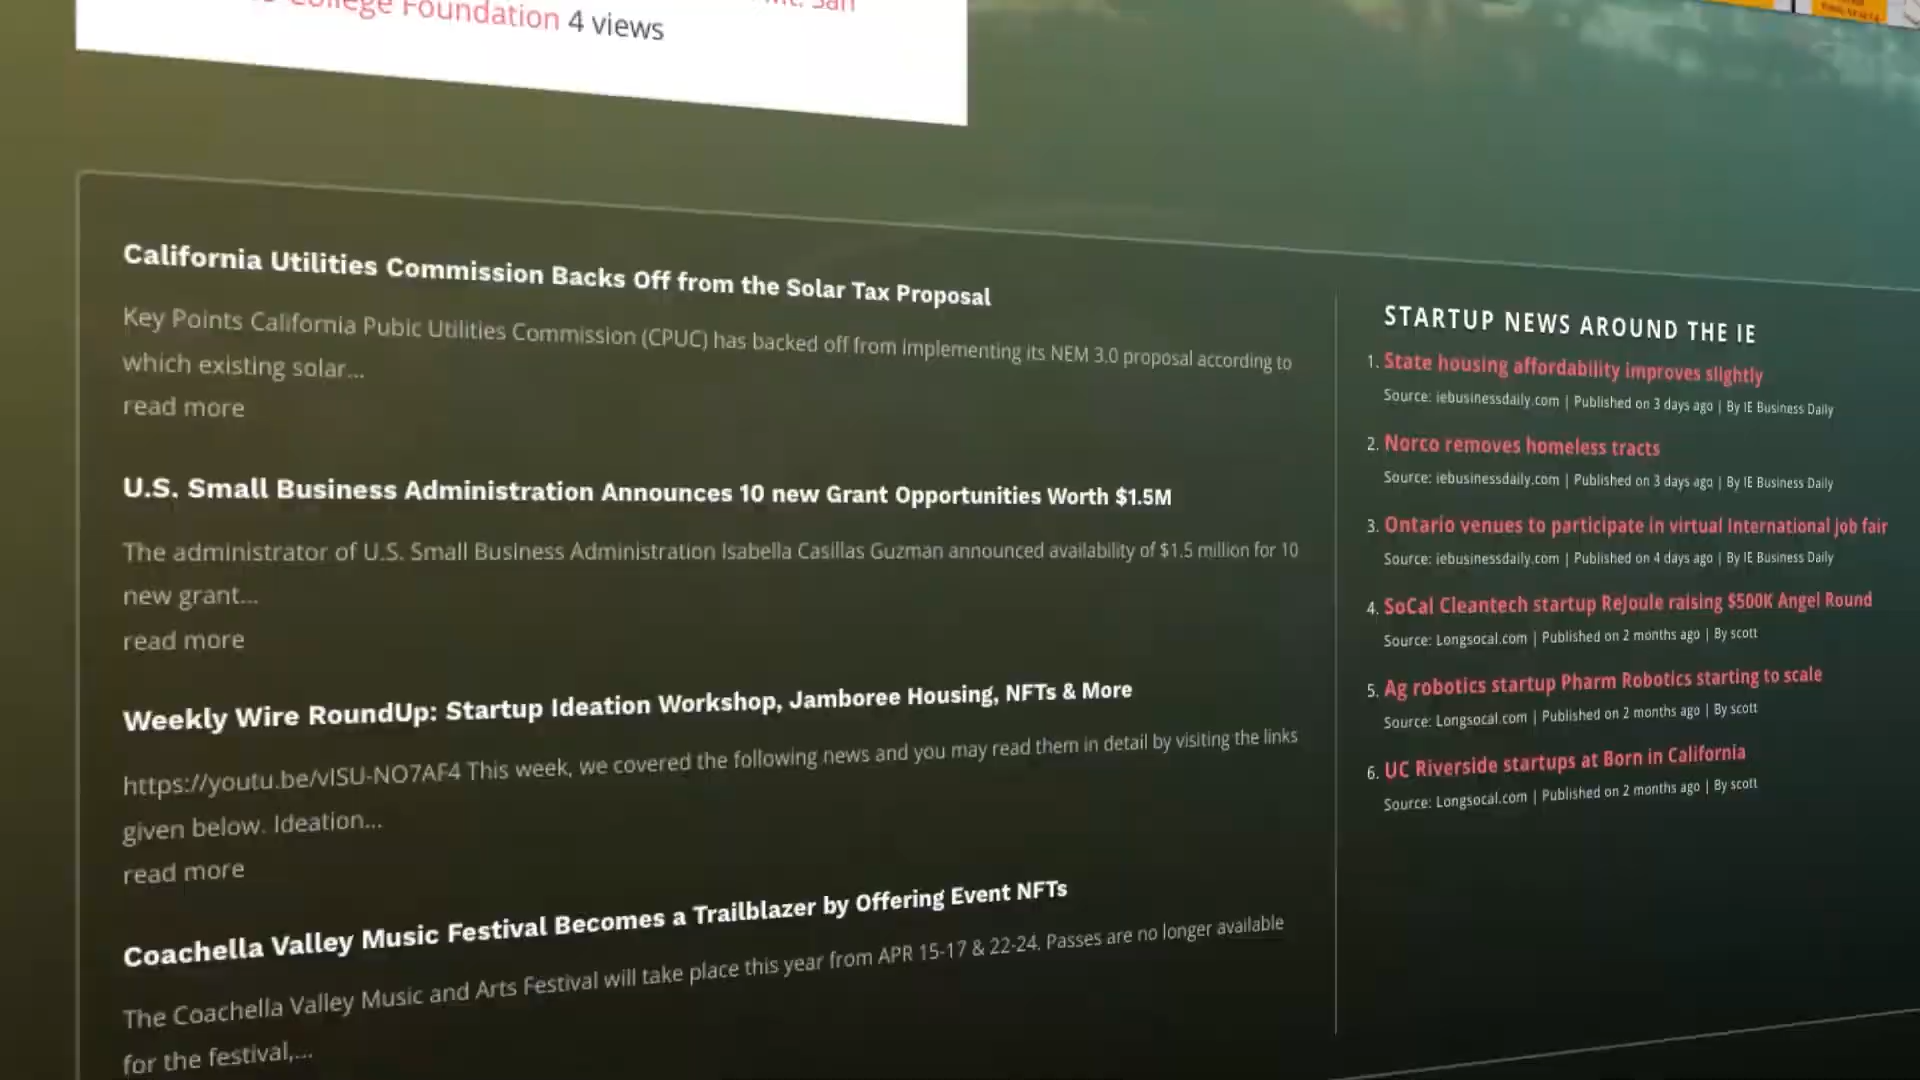 College Foundation 4 views
California Utilities Commission Backs Off from the Solar Tax Proposal
Key Points California Pubic Utilities Commission (CPUC) has backed off from implementing its NEM 3.0 proposal according to
which existing solar...
read more
U.S. Small Business Administration Announces 10 new Grant Opportunities Worth $1.5M
The administrator of U.S. Small Business Administration Isabella Casillas Guzman announced availability of $1.5 million for 10
new grant...
read more
Weekly Wire RoundUp: Startup Ideation Workshop, Jamboree Housing, NFTs & More
https://youtu.be/vISU-NO7AF4 This week, we covered the following news and you may read them in detail by visiting the links
given below. Ideation...
read more
Coachella Valley Music Festival Becomes a Trailblazer by Offering Event NFTs
The Coachella Valley Music and Arts Festival will take place this year from APR 15-17 & 22-24. Passes are no longer available
for the festival,...
STARTUP NEWS AROUND THE IE
1. State housing affordability improves slightly
Source: iebusinessdaily.com | Published on 3 days ago | By IE Business Daily
2. Norco removes homeless tracts
Source: iebusinessdaily.com | Published on 3 days ago | By IE Business Daily
3. Ontario venues to participate in virtual International job fair
Source: iebusinessdaily.com | Published on 4 days ago | By IE Business Daily
4. SoCal Cleantech startup ReJoule raising $500K Angel Round
Source: Longsocal.com | Published on 2 months ago | By scott
5. Ag robotics startup Pharm Robotics starting to scale
Source: Longsocal.com | Published on 2 months ago | By scott
6. UC Riverside startups at Born in California
Source: Longsocal.com | Published on 2 months ago | By scott